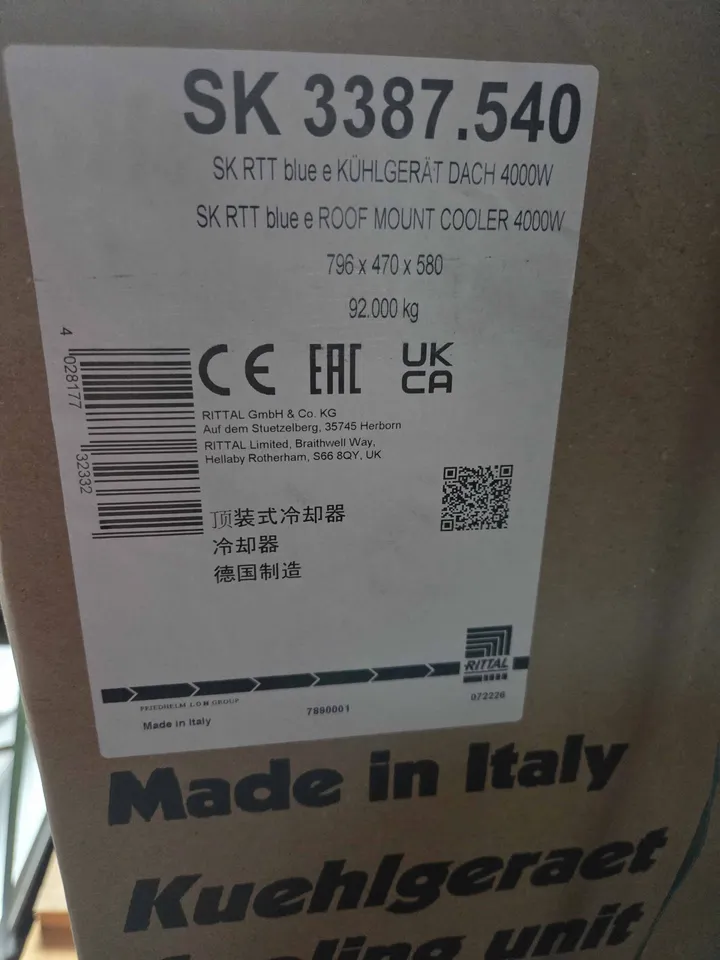 SK 3387.540
SK RTT blue e KÜHLGERÄT DACH 4000W
SK RTT blue e ROOF MOUNT COOLER 4000W
796 x 470 x 580
92.000 kg
4 028177 32332
CE EAC UK CA
RITTAL GmbH & Co. KG
Auf dem Stuetzelberg, 35745 Herborn
RITTAL Limited, Braithwell Way,
Hellaby Rotherham, S66 8QY, UK
顶装式冷却器
冷却器
德国制造
RITTAL
FRIEDHELM LOH GROUP
7890001
072226
Made in Italy
Made in Italy
Kuehlgeraet
Cooling unit